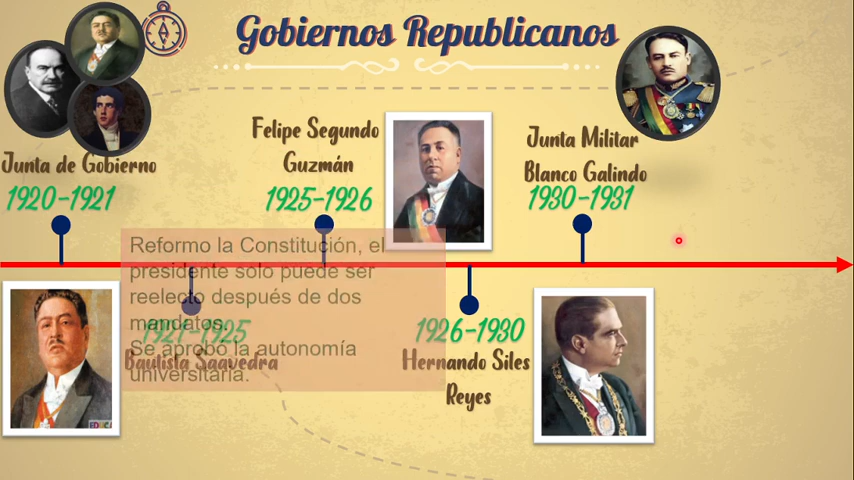 Gobiernos Republicanos
Junta de Gobierno
1920-1921
Felipe Segundo
Guzmán
1925-1926
Junta Militar
Blanco Galindo
1930-1931
Reformo la Constitución, el
presidente solo puede ser
reelecto después de dos
mandatos.
Se aprobó la autonomía
universitaria.
1921-1925
Bautista Saavedra
1926-1930
Hernando Siles
Reyes
EDUCA